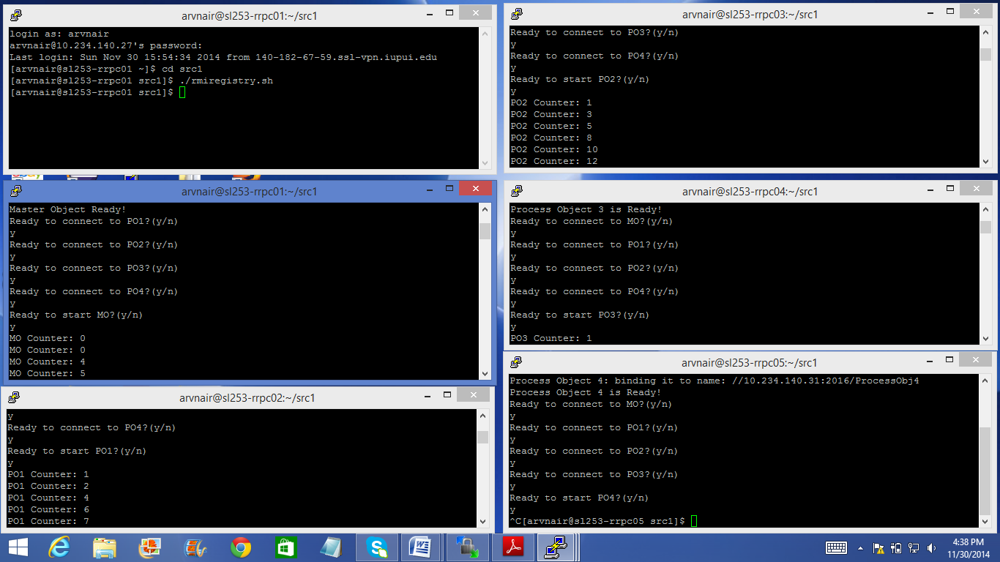 arvnair@sl253-rrpc01:~/src1
login as: arvnair
arvnair@10.234.140.27's password:
Last login: Sun Nov 30 15:54:34 2014 from 140-182-67-59.ssl-vpn.iupui.edu
[arvnair@sl253-rrpc01 ~]$ cd src1
[arvnair@sl253-rrpc01 src1]$ ./rmiregistry.sh
[arvnair@sl253-rrpc01 src1]$
arvnair@sl253-rrpc03:~/src1
Ready to connect to PO3?(y/n)
y
Ready to connect to PO4?(y/n)
y
Ready to start PO2?(y/n)
y
PO2 Counter: 1
PO2 Counter: 3
PO2 Counter: 5
PO2 Counter: 8
PO2 Counter: 10
PO2 Counter: 12
arvnair@sl253-rrpc01:~/src1
Master Object Ready!
Ready to connect to PO1?(y/n)
y
Ready to connect to PO2?(y/n)
y
Ready to connect to PO3?(y/n)
y
Ready to connect to PO4?(y/n)
y
Ready to start MO?(y/n)
y
MO Counter: 0
MO Counter: 0
MO Counter: 4
MO Counter: 5
arvnair@sl253-rrpc04:~/src1
Process Object 3 is Ready!
Ready to connect to MO?(y/n)
y
Ready to connect to PO1?(y/n)
y
Ready to connect to PO2?(y/n)
y
Ready to connect to PO4?(y/n)
y
Ready to start PO3?(y/n)
y
PO3 Counter: 1
arvnair@sl253-rrpc02:~/src1
y
Ready to connect to PO4?(y/n)
y
Ready to start PO1?(y/n)
y
PO1 Counter: 1
PO1 Counter: 2
PO1 Counter: 4
PO1 Counter: 6
PO1 Counter: 7
arvnair@sl253-rrpc05:~/src1
Process Object 4: binding it to name: //10.234.140.31:2016/ProcessObj4
Process Object 4 is Ready!
Ready to connect to MO?(y/n)
y
Ready to connect to PO1?(y/n)
y
Ready to connect to PO2?(y/n)
y
Ready to connect to PO3?(y/n)
y
Ready to start PO4?(y/n)
y
^C[arvnair@sl253-rrpc05 src1]$
4:38 PM
11/30/2014